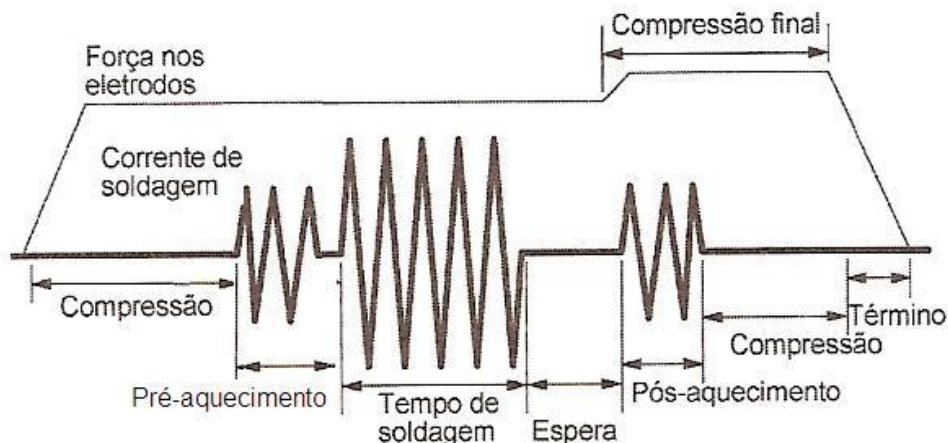 Compressão final
Força nos
eletrodos
Corrente de
soldagem
Compressão
Término
Compressão
Pré-aquecimento
Tempo de
soldagem
Espera
Pós-aquecimento